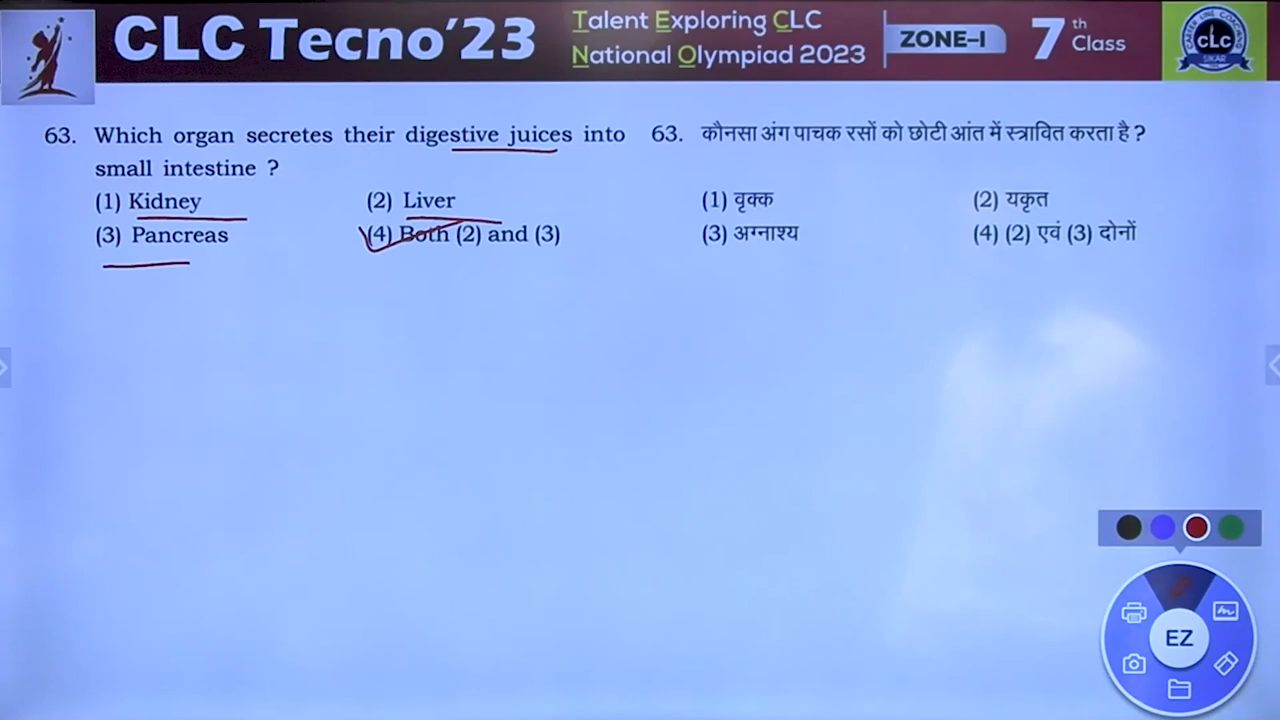 CLC Tecno'23
Talent Exploring CLC
National Olympiad 2023
ZONE–I
7th Class
CLC
SIKAR
63. Which organ secretes their digestive juices into
small intestine ?
(1) Kidney (2) Liver
(3) Pancreas (4) Both (2) and (3)
63. कौनसा अंग पाचक रसों को छोटी आंत में स्त्रावित करता है ?
(1) वृक्क (2) यकृत
(3) अग्नाश्य (4) (2) एवं (3) दोनों
EZ